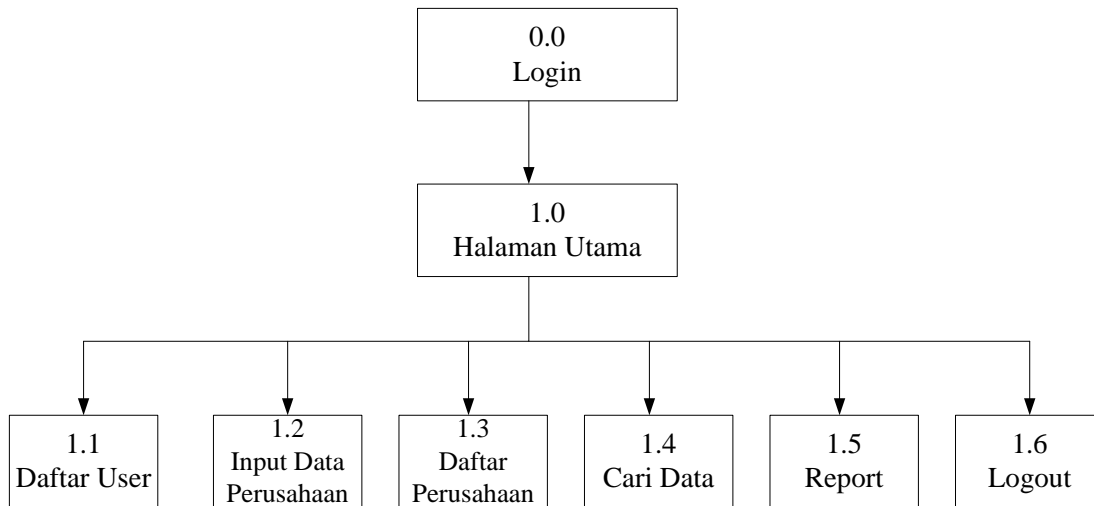 0.0
Login
1.0
Halaman Utama
1.1
Daftar User
1.2
Input Data
Perusahaan
1.3
Daftar
Perusahaan
1.4
Cari Data
1.5
Report
1.6
Logout